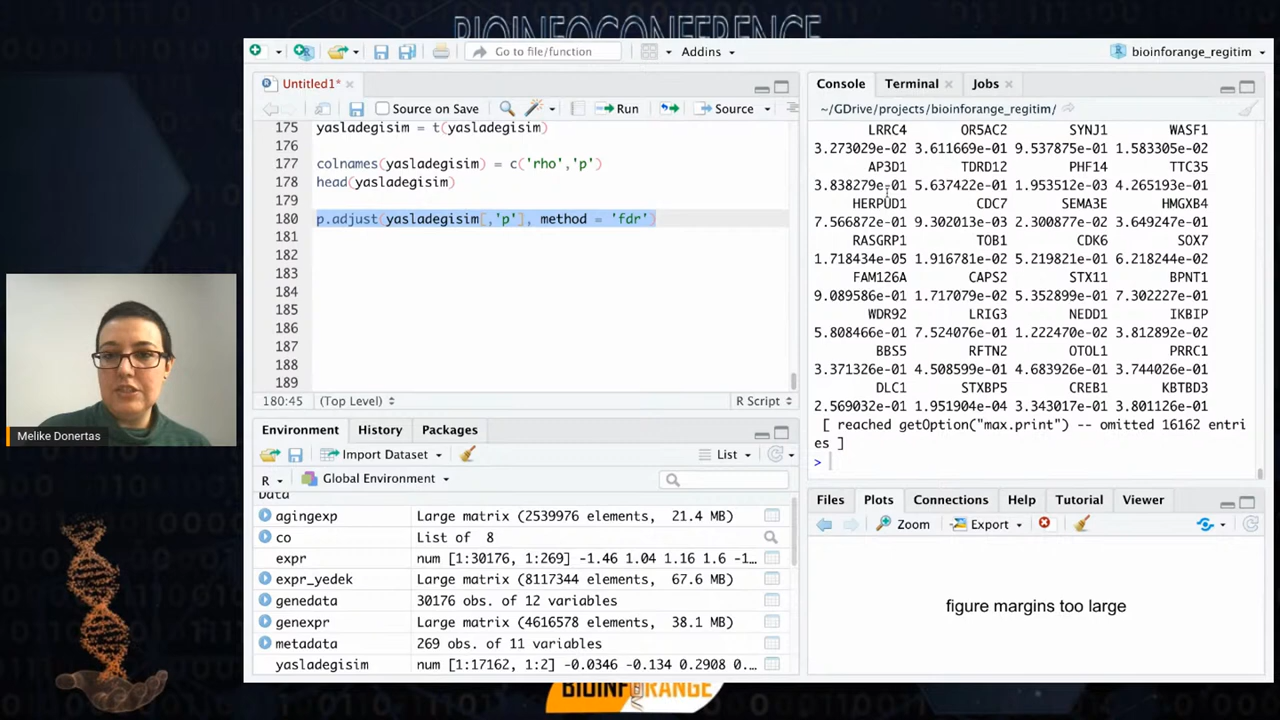 BIOINFOCONFERENCE
Go to file/function
Addins
bioinforange_regitim
Untitled1*
Source on Save
Run
Source
175 yasladegisim = t(yasladegisim)
176
177 colnames(yasladegisim) = c('rho','p')
178 head(yasladegisim)
179
180 p.adjust(yasladegisim[,'p'], method = 'fdr')
181
182
183
184
185
186
187
188
189
180:45 (Top Level) R Script
Console Terminal Jobs
~/GDrive/projects/bioinforange_regitim/
LRRC4 OR5AC2 SYNJ1 WASF1
3.273029e-02 3.611669e-01 9.537875e-01 1.583305e-02
AP3D1 TDRD12 PHF14 TTC35
3.838279e-01 5.637422e-01 1.953512e-03 4.265193e-01
HERPUD1 CDC7 SEMA3E HMGXB4
7.566872e-01 9.302013e-03 2.300877e-02 3.649247e-01
RASGRP1 TOB1 CDK6 SOX7
1.718434e-05 1.916781e-02 5.219821e-01 6.218244e-02
FAM126A CAPS2 STX11 BPNT1
9.089586e-01 1.717079e-02 5.352899e-01 7.302227e-01
WDR92 LRIG3 NEDD1 IKBIP
5.808466e-01 7.524076e-01 1.222470e-02 3.812892e-02
BBS5 RFTN2 OTOL1 PRRC1
3.371326e-01 4.508599e-01 4.683926e-01 3.744026e-01
DLC1 STXBP5 CREB1 KBTBD3
2.569032e-01 1.951904e-04 3.343017e-01 3.801126e-01
[ reached getOption("max.print") -- omitted 16162 entri
es ]
>
Melike Donertas
Environment History Packages
Import Dataset List
R Global Environment
Data
agingexp Large matrix (2539976 elements, 21.4 MB)
co List of 8
expr num [1:30176, 1:269] -1.46 1.04 1.16 1.6 -1...
expr_yedek Large matrix (8117344 elements, 67.6 MB)
genedata 30176 obs. of 12 variables
genexpr Large matrix (4616578 elements, 38.1 MB)
metadata 269 obs. of 11 variables
yasladegisim num [1:17162, 1:2] -0.0346 -0.134 0.2908 0...
Files Plots Connections Help Tutorial Viewer
Zoom Export
figure margins too large
BIOINFORANGE